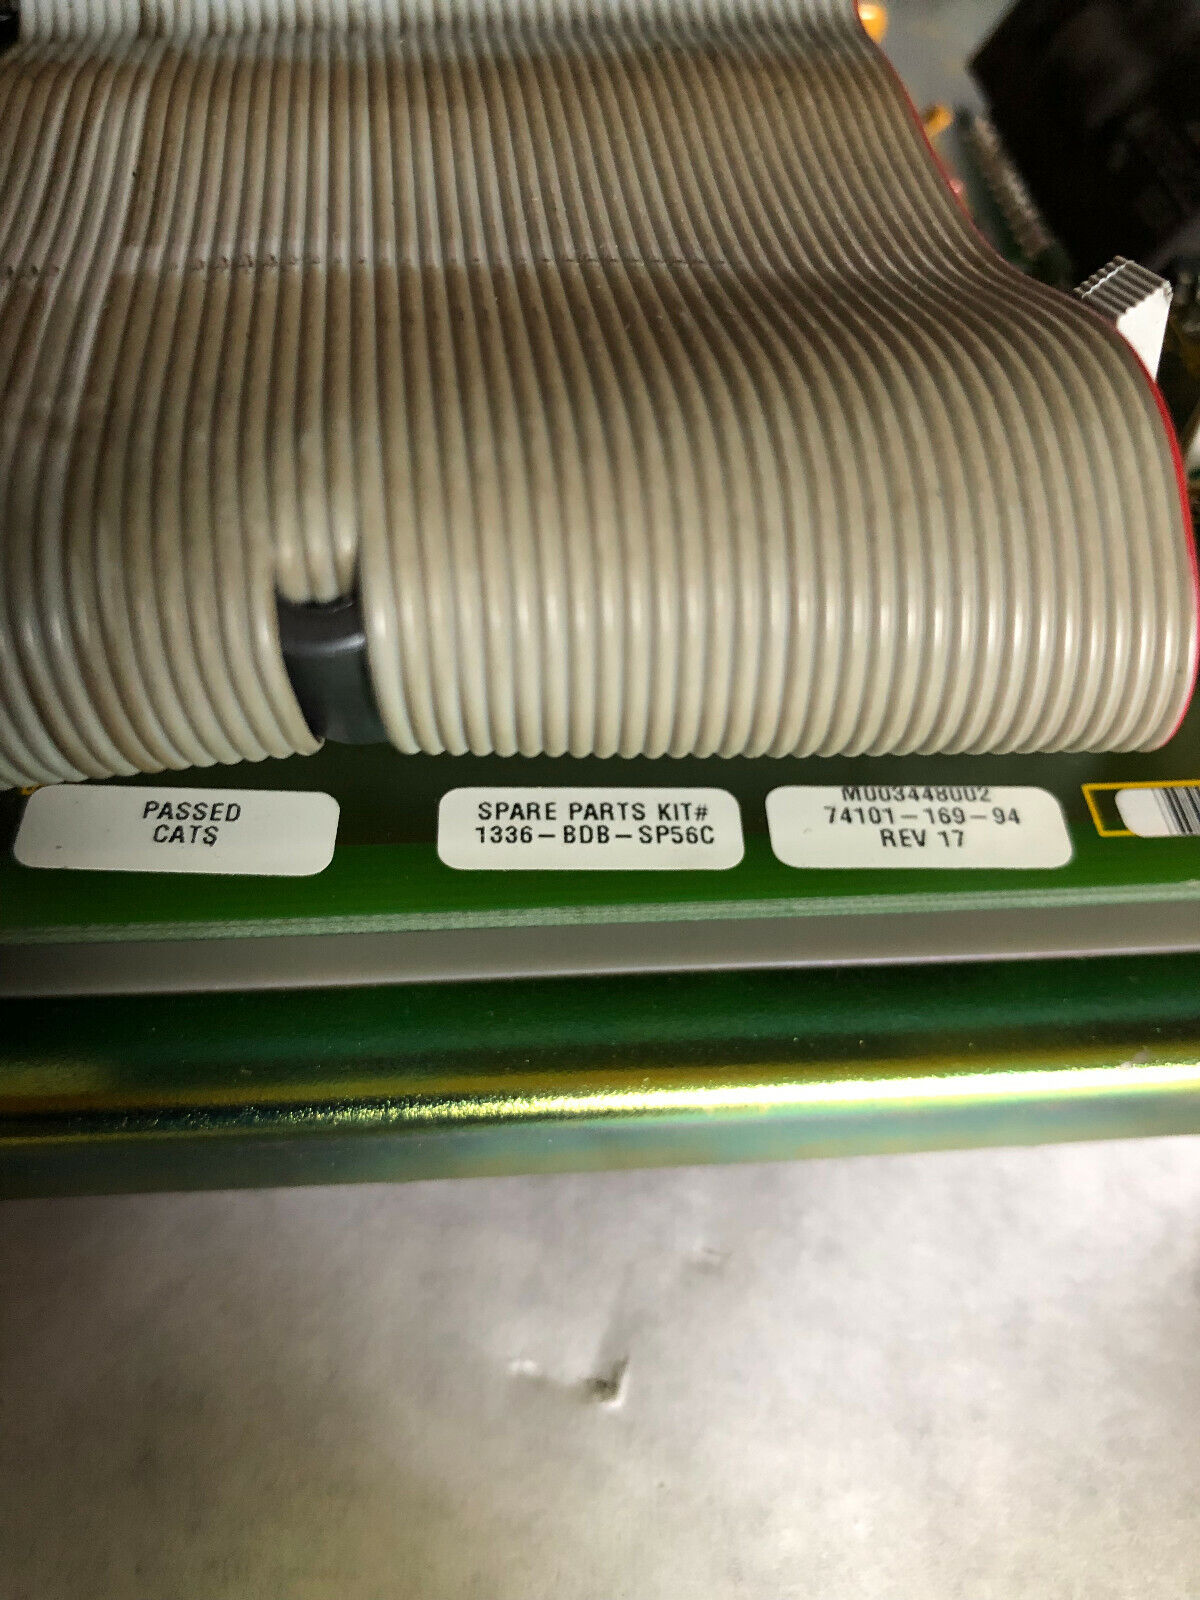 PASSED
CATS
SPARE PARTS KIT#
1336-BDB-SP56C
M003448002
74101-169-94
REV 17